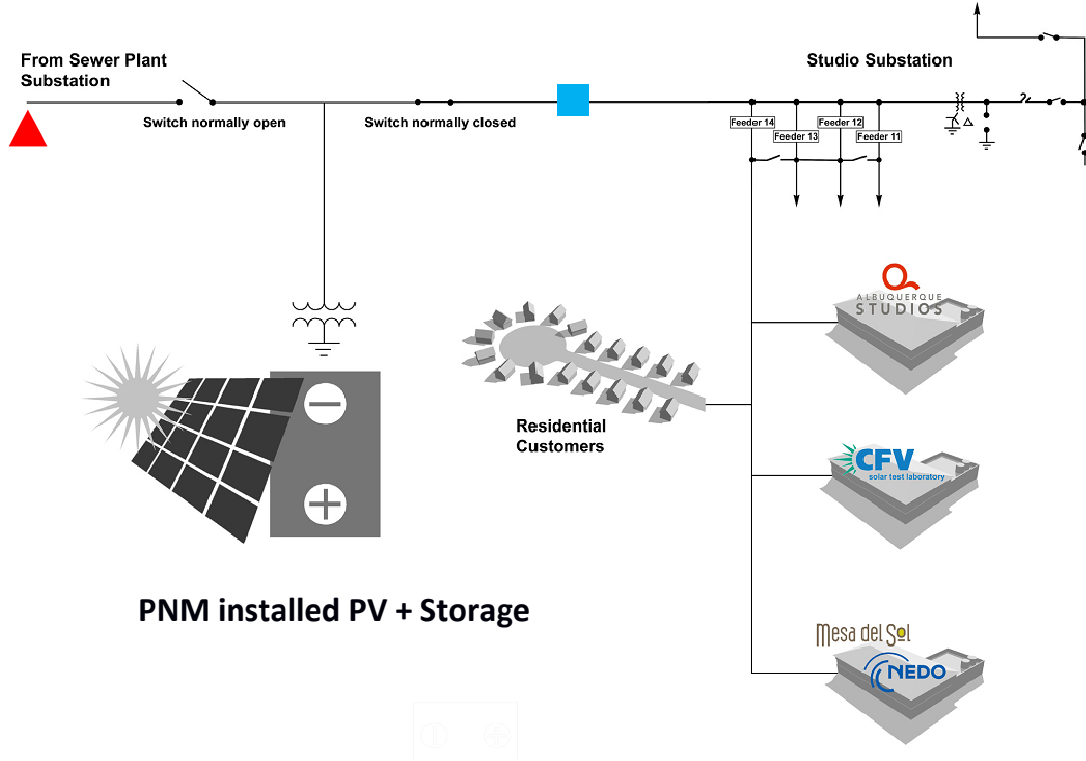 From Sewer Plant
Substation
Studio Substation
Switch normally open
Switch normally closed
Feeder 14
Feeder 13
Feeder 12
Feeder 11
ALBUQUERQUE
STUDIOS
Residential
Customers
CFV
solar test laboratory
PNM installed PV + Storage
Mesa del Sol
NEDO